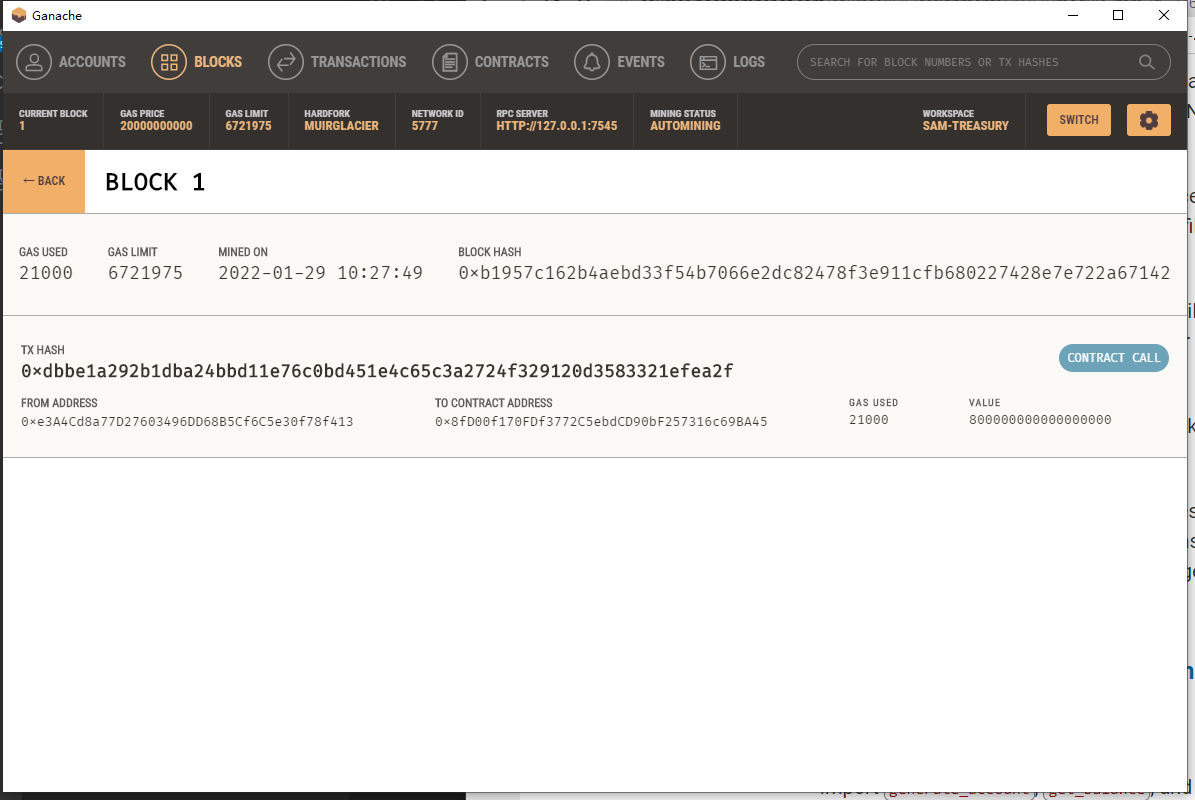 Ganache
ACCOUNTS BLOCKS TRANSACTIONS CONTRACTS EVENTS LOGS SEARCH FOR BLOCK NUMBERS OR TX HASHES
CURRENT BLOCK GAS PRICE GAS LIMIT HARDFORK NETWORK ID RPC SERVER MINING STATUS WORKSPACE SWITCH
1 20000000000 6721975 MUIRGLACIER 5777 HTTP://127.0.0.1:7545 AUTOMINING SAM-TREASURY
← BACK BLOCK 1
GAS USED GAS LIMIT MINED ON BLOCK HASH
21000 6721975 2022-01-29 10:27:49 0×b1957c162b4aebd33f54b7066e2dc82478f3e911cfb680227428e7e722a67142
TX HASH
0×dbbe1a292b1dba24bbd11e76c0bd451e4c65c3a2724f329120d3583321efea2f CONTRACT CALL
FROM ADDRESS TO CONTRACT ADDRESS GAS USED VALUE
0×e3A4Cd8a77D27603496DD68B5Cf6C5e30f78f413 0×8fD00f170FDf3772C5ebdCD90bF257316c69BA45 21000 800000000000000000